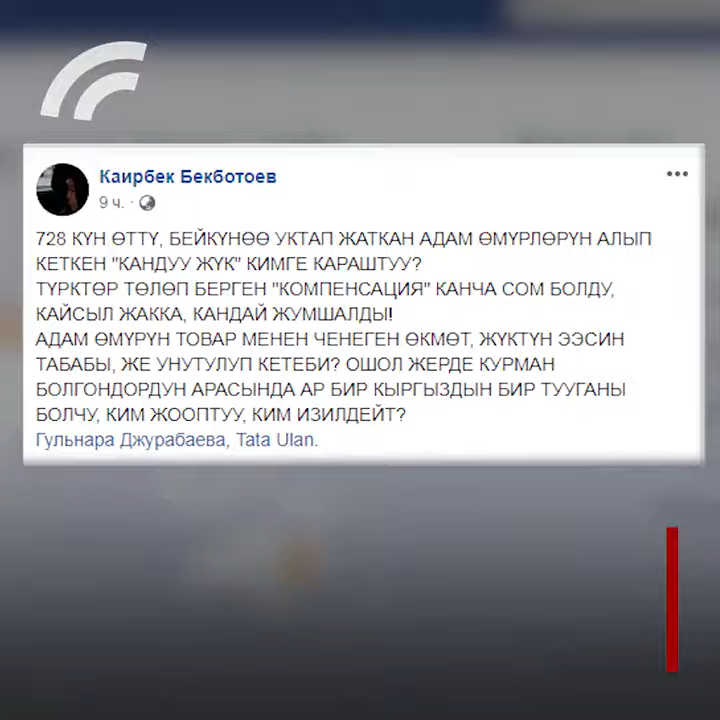 Каирбек Бекботоев
9 ч. ·
728 КҮН ӨТТҮ, БЕЙКҮНӨӨ УКТАП ЖАТКАН АДАМ ӨМҮРЛӨРҮН АЛЫП
КЕТКЕН "КАНДУУ ЖҮК" КИМГЕ КАРАШТУУ?
ТҮРКТӨР ТӨЛӨП БЕРГЕН "КОМПЕНСАЦИЯ" КАНЧА СОМ БОЛДУ,
КАЙСЫЛ ЖАККА, КАНДАЙ ЖУМШАЛДЫ!
АДАМ ӨМҮРҮН ТОВАР МЕНЕН ЧЕНЕГЕН ӨКМӨТ, ЖҮКТҮН ЭЭСИН
ТАБАБЫ, ЖЕ УНУТУЛУП КЕТЕБИ? ОШОЛ ЖЕРДЕ КУРМАН
БОЛГОНДОРДУН АРАСЫНДА АР БИР КЫРГЫЗДЫН БИР ТУУГАНЫ
БОЛЧУ, КИМ ЖООПТУУ, КИМ ИЗИЛДЕЙТ?
Гульнара Джурабаева, Tata Ulan.